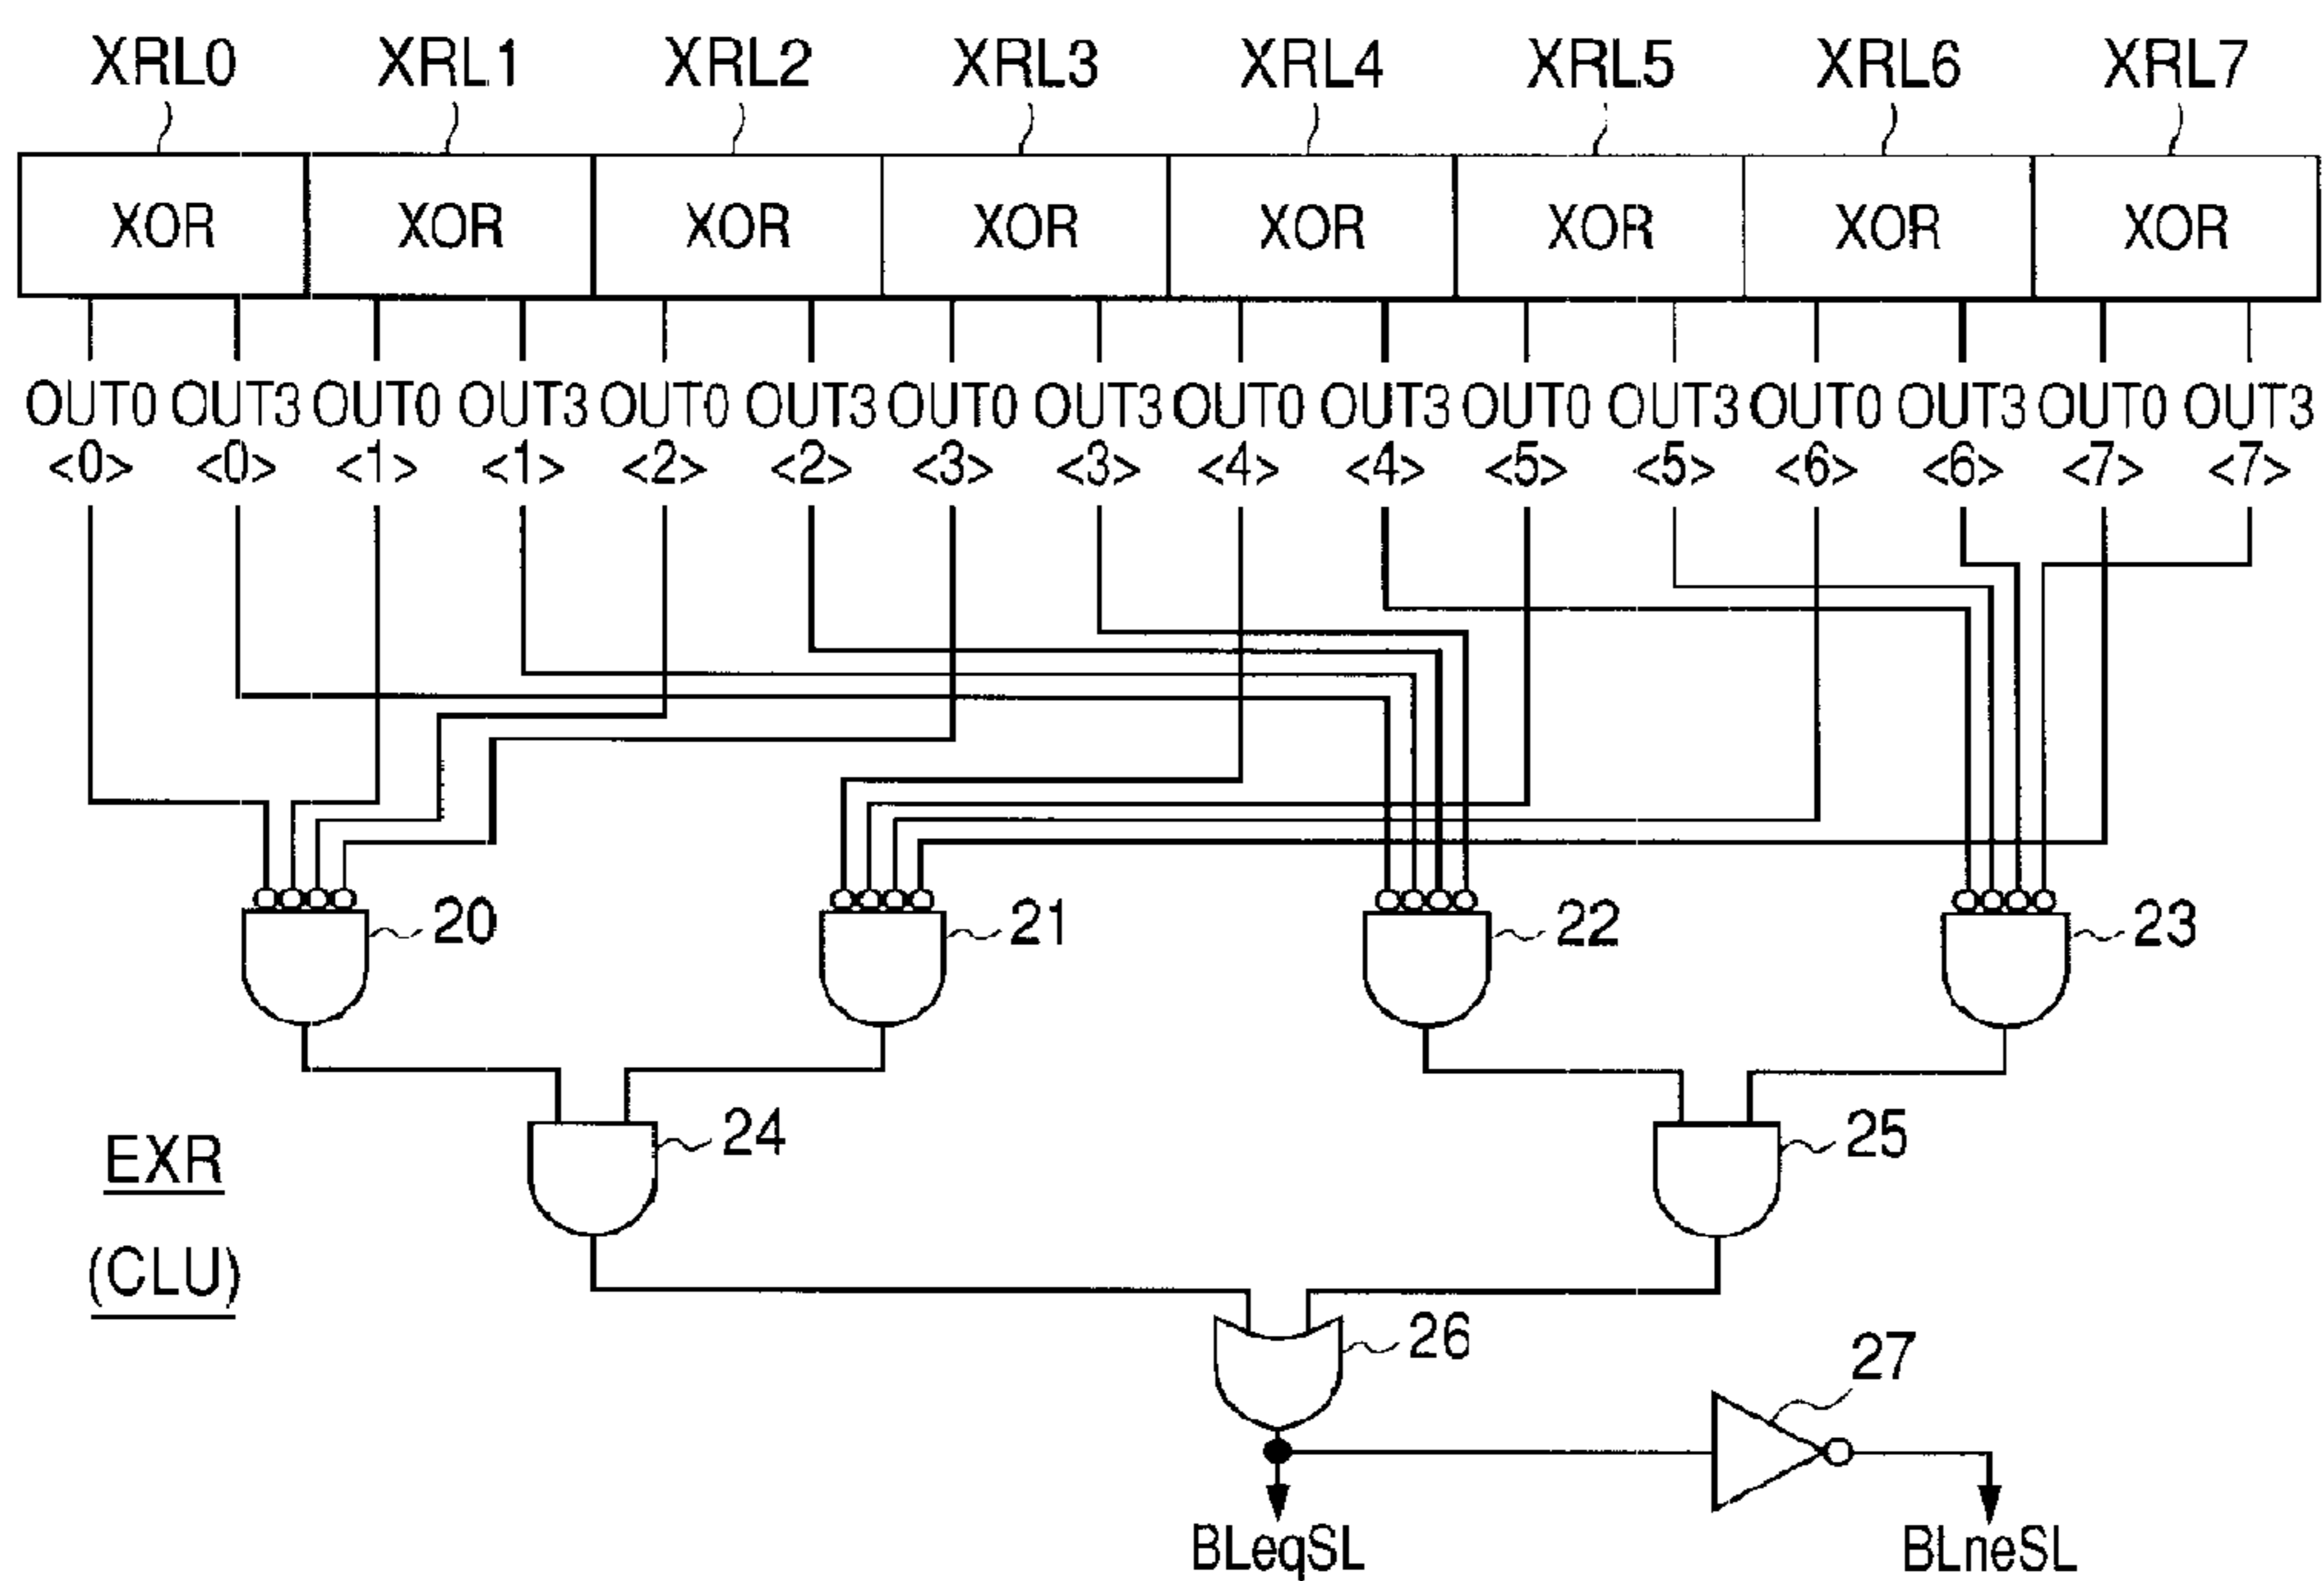 XRL0 XRL1 XRL2 XRL3 XRL4 XRL5 XRL6 XRL7
XOR XOR XOR XOR XOR XOR XOR XOR
OUT0 OUT3 OUT0 OUT3 OUT0 OUT3 OUT0 OUT3 OUT0 OUT3 OUT0 OUT3 OUT0 OUT3 OUT0 OUT3
<0> <0> <1> <1> <2> <2> <3> <3> <4> <4> <5> <5> <6> <6> <7> <7>
20 21 22 23
24 25
EXR
(CLU)
26
27
BLeqSL BLneSL